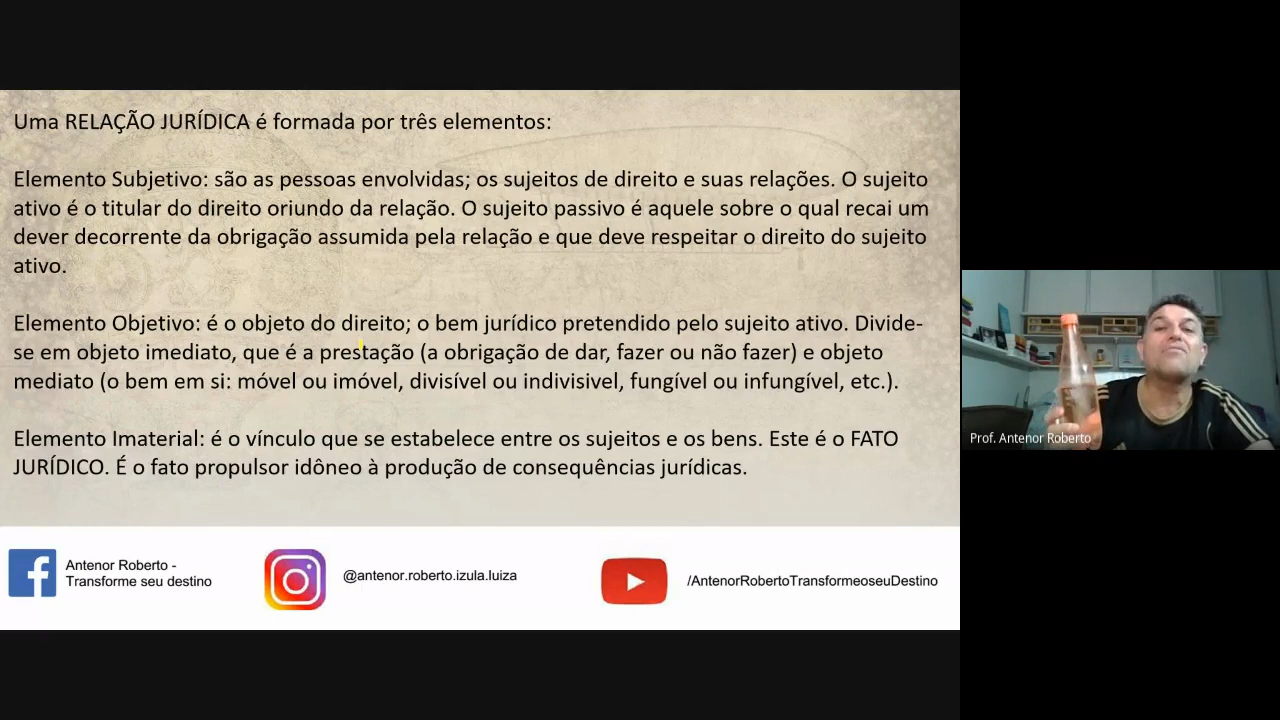 Uma RELAÇÃO JURÍDICA é formada por três elementos:
Elemento Subjetivo: são as pessoas envolvidas; os sujeitos de direito e suas relações. O sujeito
ativo é o titular do direito oriundo da relação. O sujeito passivo é aquele sobre o qual recai um
dever decorrente da obrigação assumida pela relação e que deve respeitar o direito do sujeito
ativo.
Elemento Objetivo: é o objeto do direito; o bem jurídico pretendido pelo sujeito ativo. Divide-
se em objeto imediato, que é a prestação (a obrigação de dar, fazer ou não fazer) e objeto
mediato (o bem em si: móvel ou imóvel, divisível ou indivisivel, fungível ou infungível, etc.).
Elemento Imaterial: é o vínculo que se estabelece entre os sujeitos e os bens. Este é o FATO
JURÍDICO. É o fato propulsor idôneo à produção de consequências jurídicas.
Antenor Roberto -
Transforme seu destino
@antenor.roberto.izula.luiza
/AntenorRobertoTransformeoseuDestino
Prof. Antenor Roberto